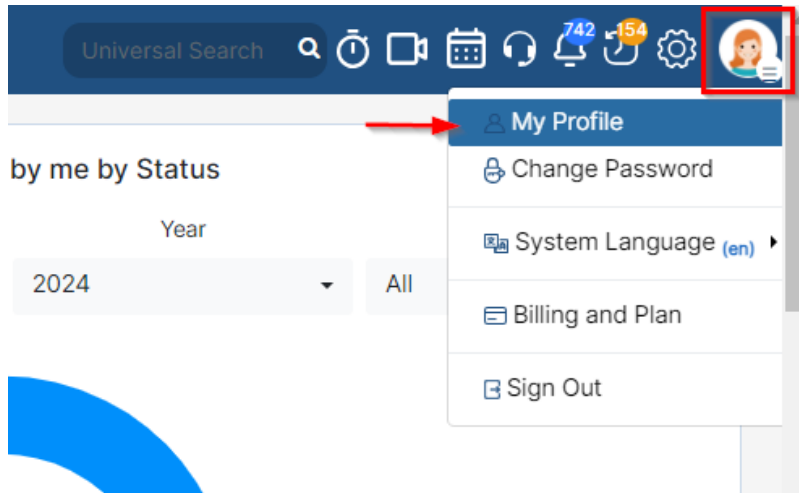 Universal Search
742
154
My Profile
by me by Status
Change Password
Year
System Language (en)
2024
All
Billing and Plan
Sign Out